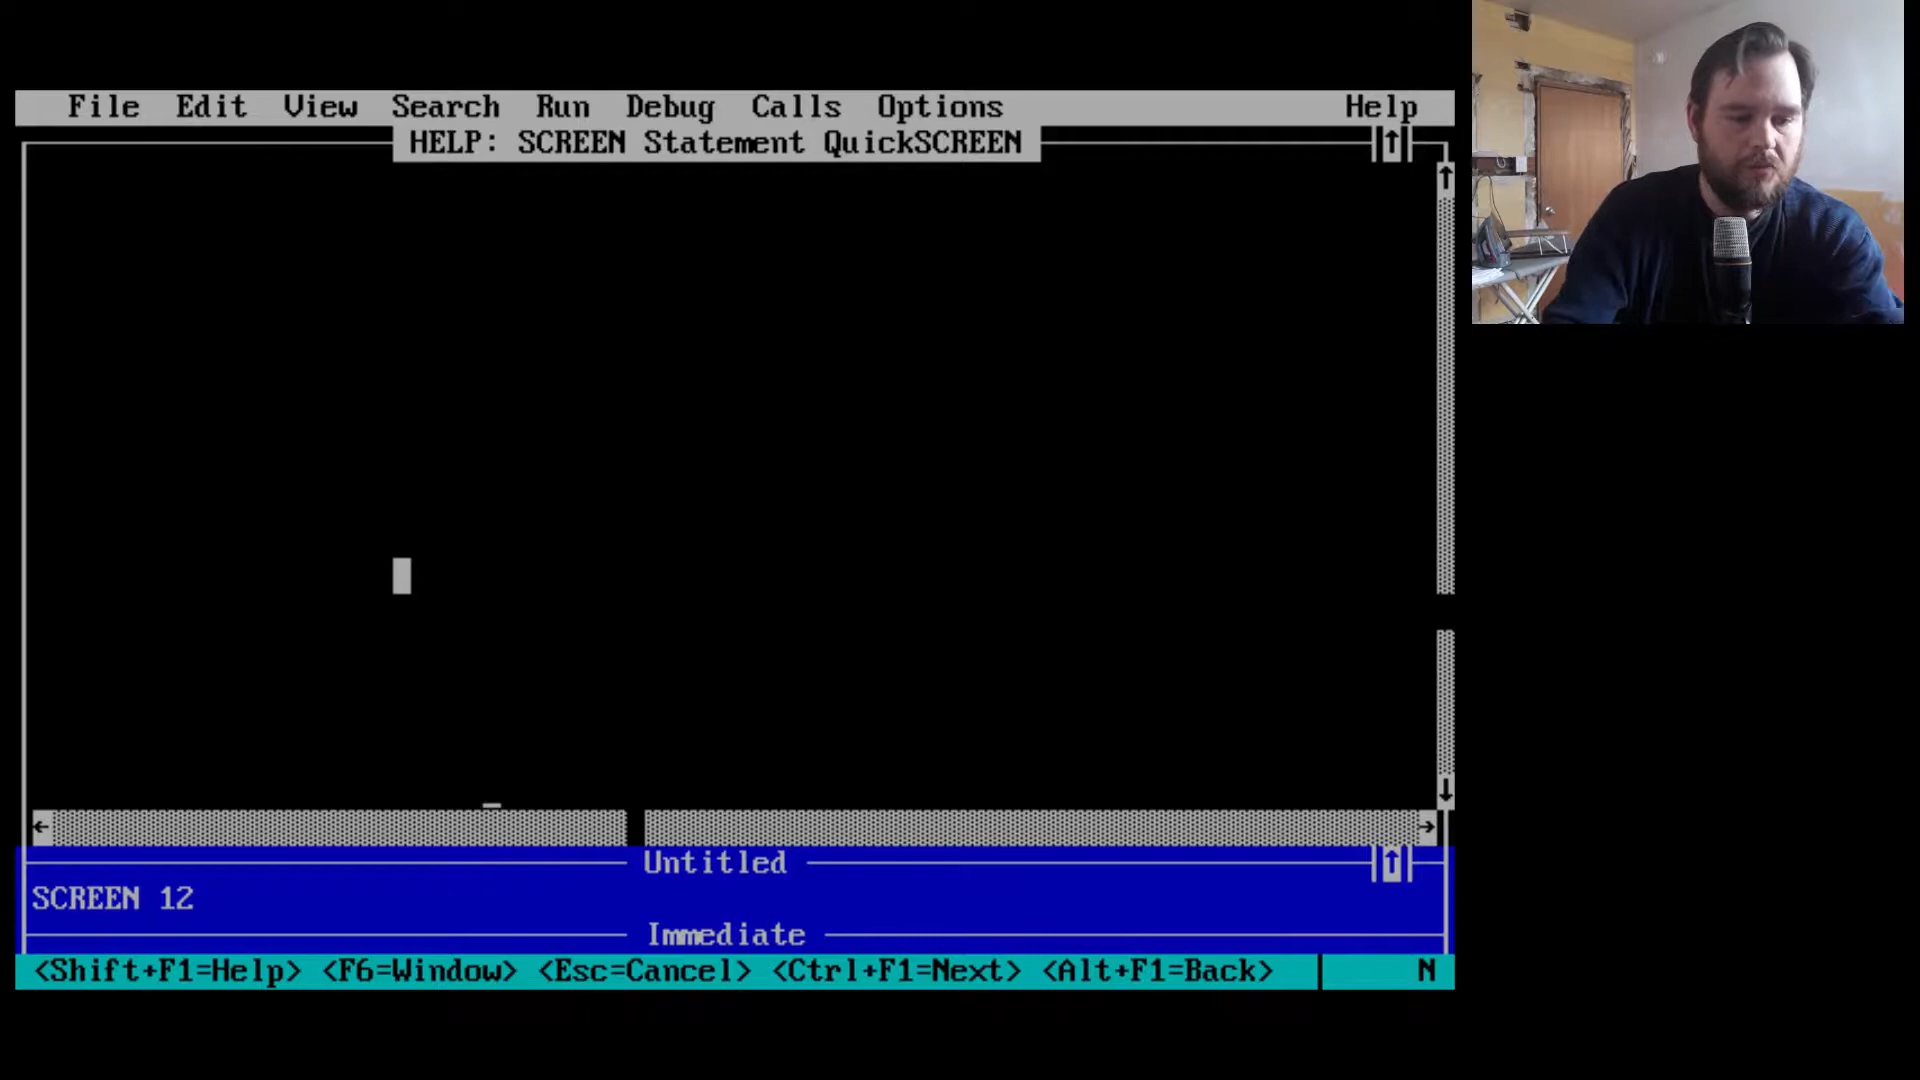 File Edit View Search Run Debug Calls Options Help
HELP: SCREEN Statement QuickSCREEN
Untitled
SCREEN 12
Immediate
<Shift+F1=Help> <F6=Window> <Esc=Cancel> <Ctrl+F1=Next> <Alt+F1=Back> N